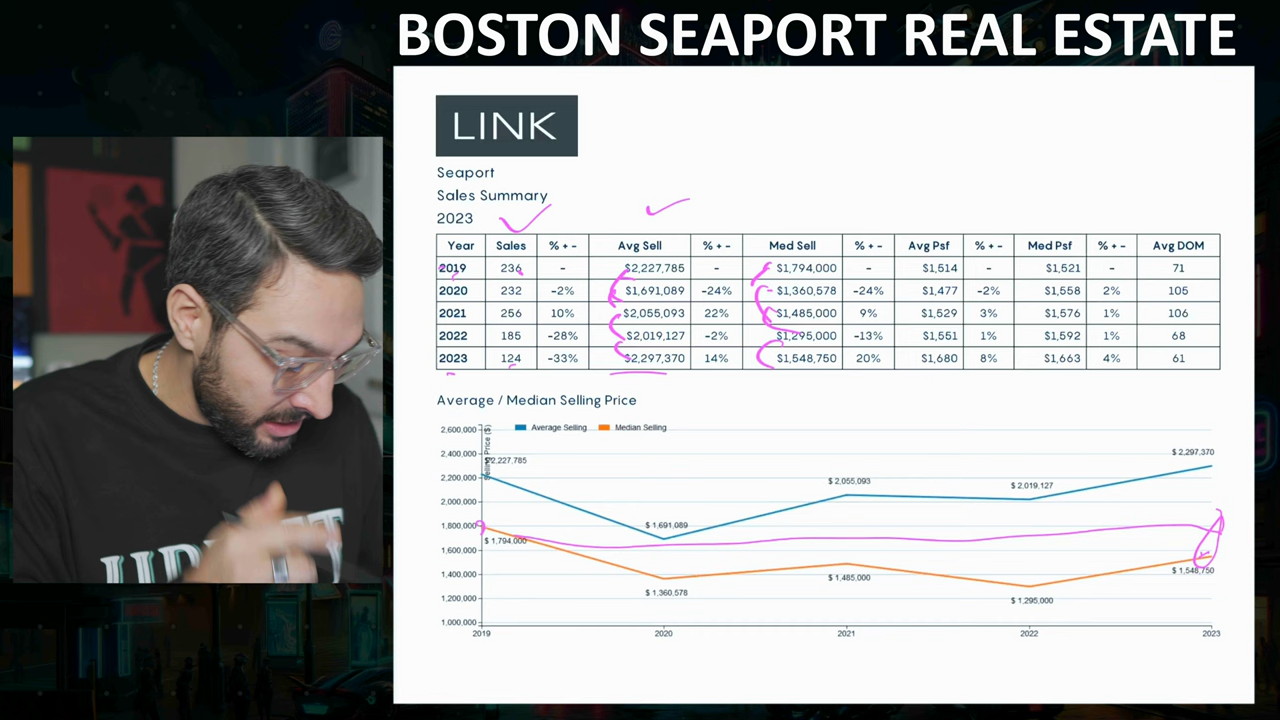 BOSTON SEAPORT REAL ESTATE
LINK
Seaport
Sales Summary
2023
Year Sales % + - Avg Sell % + - Med Sell % + - Avg Psf % + - Med Psf % + - Avg DOM
2019 236 - $2,227,785 - $1,794,000 - $1,514 - $1,521 - 71
2020 232 -2% $1,691,089 -24% $1,360,578 -24% $1,477 -2% $1,558 2% 105
2021 256 10% $2,055,093 22% $1,485,000 9% $1,529 3% $1,576 1% 106
2022 185 -28% $2,019,127 -2% $1,295,000 -13% $1,551 1% $1,592 1% 68
2023 124 -33% $2,297,370 14% $1,548,750 20% $1,680 8% $1,663 4% 61
Average / Median Selling Price
Average Selling Median Selling
Selling Price ($)
2,600,000
2,400,000
2,200,000
2,000,000
1,800,000
1,600,000
1,400,000
1,200,000
1,000,000
$ 2,227,785
$ 1,691,089
$ 2,055,093
$ 2,019,127
$ 2,297,370
$ 1,794,000
$ 1,360,578
$ 1,485,000
$ 1,295,000
$ 1,548,750
2019 2020 2021 2022 2023